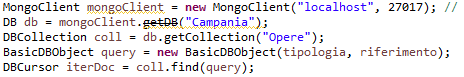 MongoClient mongoClient = new MongoClient("localhost", 27017); //
DB db = mongoClient.getDB("Campania");
DBCollection coll = db.getCollection("Opere");
BasicDBObject query = new BasicDBObject(tipologia, riferimento);
DBCursor iterDoc = coll.find(query);